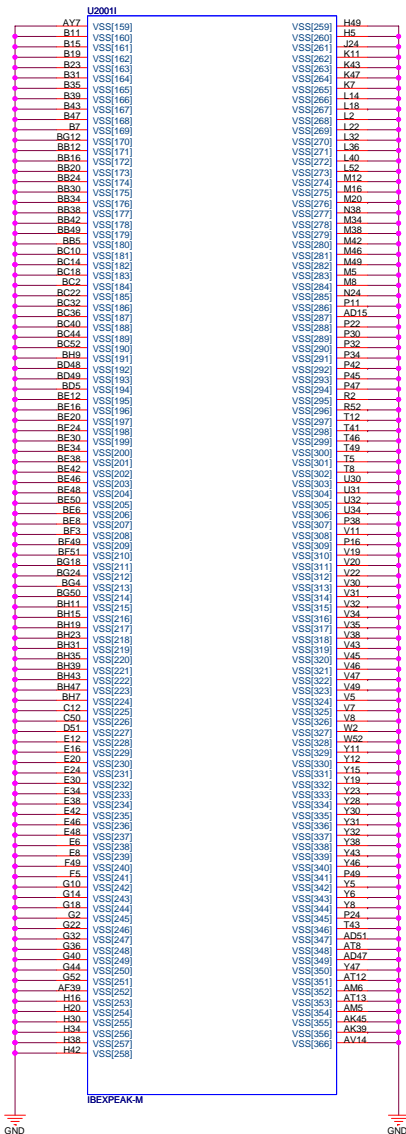 U2001I
AY7 VSS[159] VSS[259] H49
B11 VSS[160] VSS[260] H5
B15 VSS[161] VSS[261] J24
B19 VSS[162] VSS[262] K11
B23 VSS[163] VSS[263] K43
B31 VSS[164] VSS[264] K47
B35 VSS[165] VSS[265] K7
B39 VSS[166] VSS[266] L14
B43 VSS[167] VSS[267] L18
B47 VSS[168] VSS[268] L2
B7 VSS[169] VSS[269] L22
BG12 VSS[170] VSS[270] L32
BB12 VSS[171] VSS[271] L36
BB16 VSS[172] VSS[272] L40
BB20 VSS[173] VSS[273] L52
BB24 VSS[174] VSS[274] M12
BB30 VSS[175] VSS[275] M16
BB34 VSS[176] VSS[276] M20
BB38 VSS[177] VSS[277] N38
BB42 VSS[178] VSS[278] M34
BB49 VSS[179] VSS[279] M38
BB5 VSS[180] VSS[280] M42
BC10 VSS[181] VSS[281] M46
BC14 VSS[182] VSS[282] M49
BC18 VSS[183] VSS[283] M5
BC2 VSS[184] VSS[284] M8
BC22 VSS[185] VSS[285] N24
BC32 VSS[186] VSS[286] P11
BC36 VSS[187] VSS[287] AD15
BC40 VSS[188] VSS[288] P22
BC44 VSS[189] VSS[289] P30
BC52 VSS[190] VSS[290] P32
BH9 VSS[191] VSS[291] P34
BD48 VSS[192] VSS[292] P42
BD49 VSS[193] VSS[293] P45
BD5 VSS[194] VSS[294] P47
BE12 VSS[195] VSS[295] R2
BE16 VSS[196] VSS[296] R52
BE20 VSS[197] VSS[297] T12
BE24 VSS[198] VSS[298] T41
BE30 VSS[199] VSS[299] T46
BE34 VSS[200] VSS[300] T49
BE38 VSS[201] VSS[301] T5
BE42 VSS[202] VSS[302] T8
BE46 VSS[203] VSS[303] U30
BE48 VSS[204] VSS[304] U31
BE50 VSS[205] VSS[305] U32
BE6 VSS[206] VSS[306] U34
BE8 VSS[207] VSS[307] P38
BF3 VSS[208] VSS[308] V11
BF49 VSS[209] VSS[309] P16
BF51 VSS[210] VSS[310] V19
BG18 VSS[211] VSS[311] V20
BG24 VSS[212] VSS[312] V22
BG4 VSS[213] VSS[313] V30
BG50 VSS[214] VSS[314] V31
BH11 VSS[215] VSS[315] V32
BH15 VSS[216] VSS[316] V34
BH19 VSS[217] VSS[317] V35
BH23 VSS[218] VSS[318] V38
BH31 VSS[219] VSS[319] V43
BH35 VSS[220] VSS[320] V45
BH39 VSS[221] VSS[321] V46
BH43 VSS[222] VSS[322] V47
BH47 VSS[223] VSS[323] V49
BH7 VSS[224] VSS[324] V5
C12 VSS[225] VSS[325] V7
C50 VSS[226] VSS[326] V8
D51 VSS[227] VSS[327] W2
E12 VSS[228] VSS[328] W52
E16 VSS[229] VSS[329] Y11
E20 VSS[230] VSS[330] Y12
E24 VSS[231] VSS[331] Y15
E30 VSS[232] VSS[332] Y19
E34 VSS[233] VSS[333] Y23
E38 VSS[234] VSS[334] Y28
E42 VSS[235] VSS[335] Y30
E46 VSS[236] VSS[336] Y31
E48 VSS[237] VSS[337] Y32
E6 VSS[238] VSS[338] Y38
E8 VSS[239] VSS[339] Y43
F49 VSS[240] VSS[340] Y46
F5 VSS[241] VSS[341] P49
G10 VSS[242] VSS[342] Y5
G14 VSS[243] VSS[343] Y6
G18 VSS[244] VSS[344] Y8
G2 VSS[245] VSS[345] P24
G22 VSS[246] VSS[346] T43
G32 VSS[247] VSS[347] AD51
G36 VSS[248] VSS[348] AT8
G40 VSS[249] VSS[349] AD47
G44 VSS[250] VSS[350] Y47
G52 VSS[251] VSS[351] AT12
AF39 VSS[252] VSS[352] AM6
H16 VSS[253] VSS[353] AT13
H20 VSS[254] VSS[354] AM5
H30 VSS[255] VSS[355] AK45
H34 VSS[256] VSS[356] AK39
H38 VSS[257] VSS[366] AV14
H42 VSS[258]
IBEXPEAK-M
GND GND